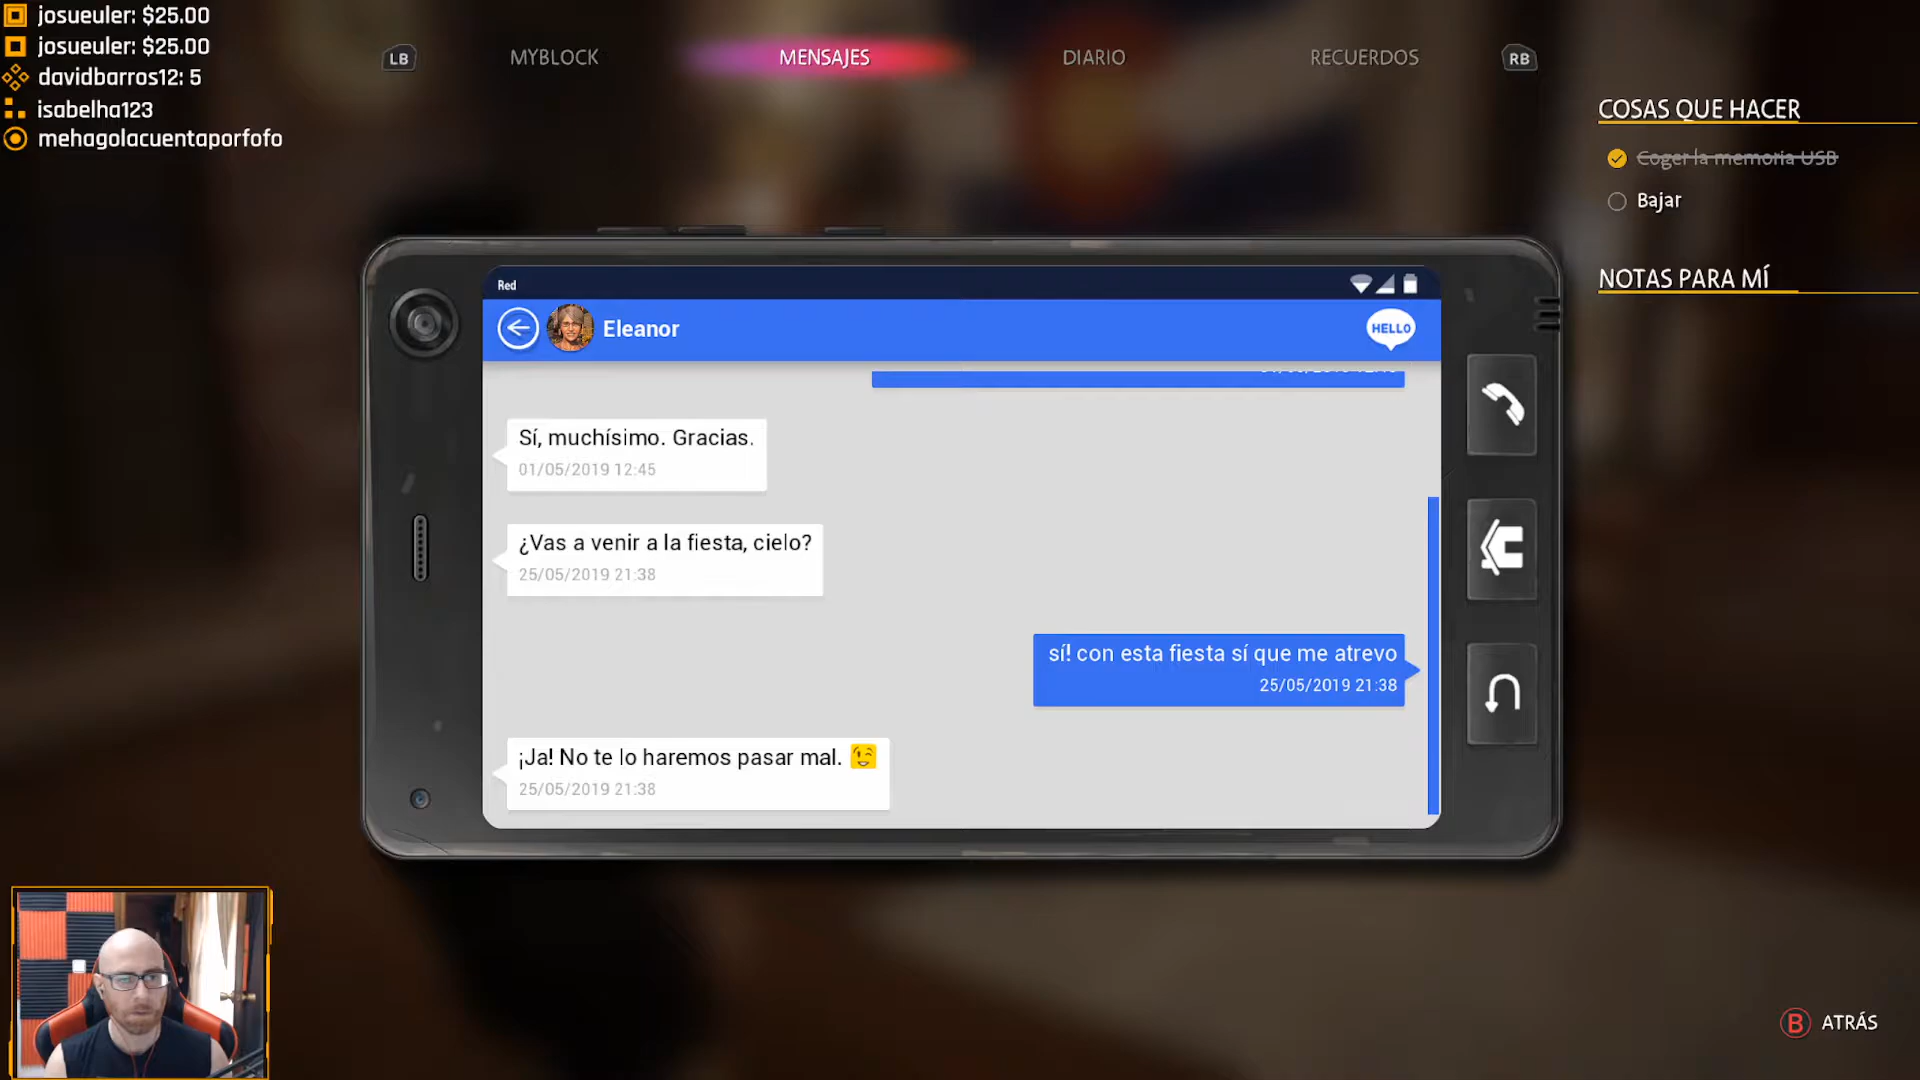 josueuler: $25.00
josueuler: $25.00
davidbarros12: 5
isabelha123
mehagolacuentaporfofo
LB
MYBLOCK
MENSAJES
DIARIO
RECUERDOS
RB
COSAS QUE HACER
Coger la memoria USB
Bajar
NOTAS PARA MÍ
Red
Eleanor
HELLO
Sí, muchísimo. Gracias.
01/05/2019 12:45
¿Vas a venir a la fiesta, cielo?
25/05/2019 21:38
sí! con esta fiesta sí que me atrevo
25/05/2019 21:38
¡Ja! No te lo haremos pasar mal.
25/05/2019 21:38
B ATRÁS